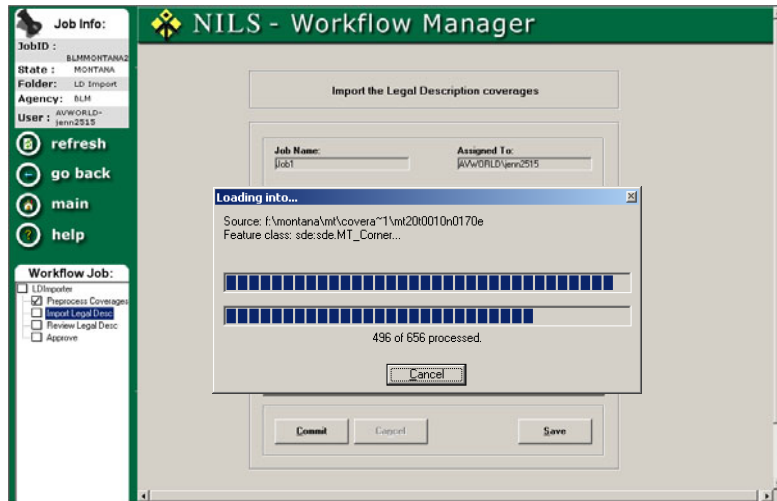 Job Info:
JobID :
BLMMONTANA2
State : MONTANA
Folder: LD Import
Agency: BLM
User : AVWORLD-
jenn2515
refresh
go back
main
help
Workflow Job:
LDImporter
Preprocess Coverages
Import Legal Desc
Review Legal Desc
Approve
NILS - Workflow Manager
Import the Legal Description coverages
Job Name:
Job1
Assigned To:
AVWORLD\jenn2515
Loading into...
Source: f:\montana\mt\covera~1\mt20t0010n0170e
Feature class: sde:sde.MT_Corner...
496 of 656 processed.
Cancel
Commit
Cancel
Save